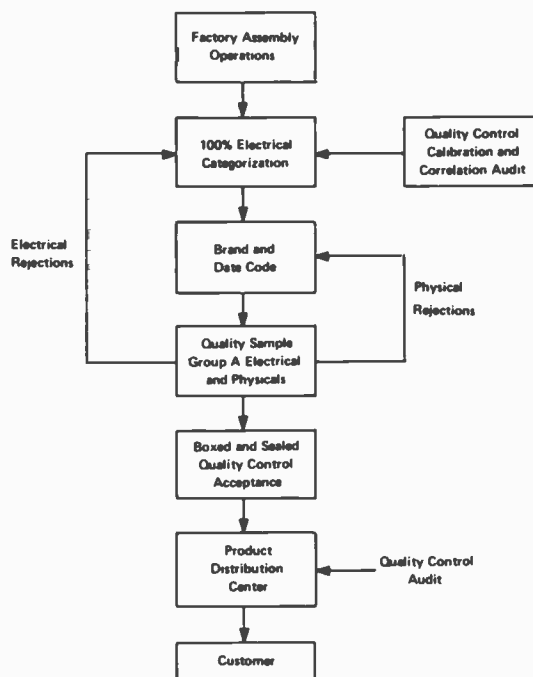 Factory Assembly
Operations
100% Electrical
Categorization
Quality Control
Calibration and
Correlation Audit
Electrical
Rejections
Brand and
Date Code
Physical
Rejections
Quality Sample
Group A Electrical
and Physicals
Boxed and Sealed
Quality Control
Acceptance
Product
Distribution
Center
Quality Control
Audit
Customer